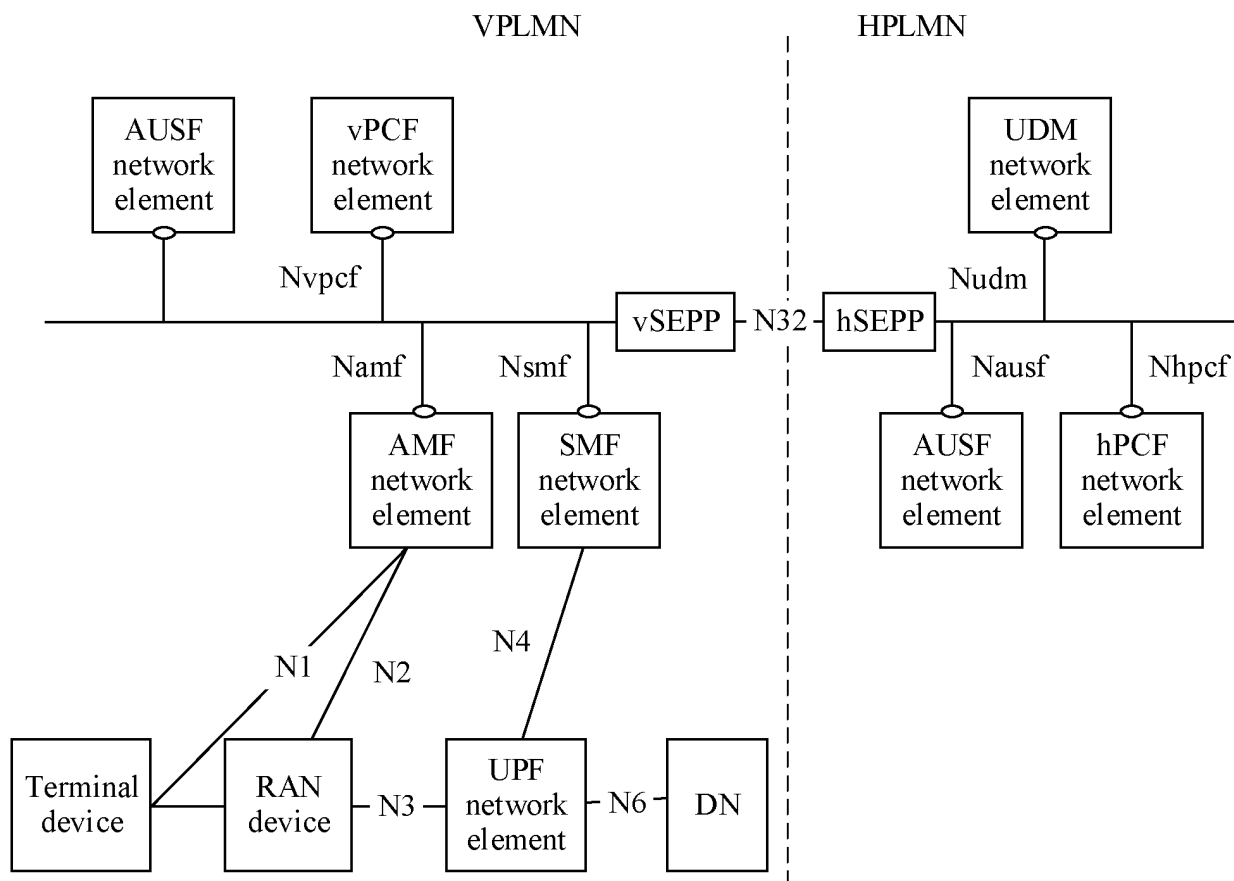 VPLMN
HPLMN
AUSF
network
element
vPCF
network
element
UDM
network
element
Nvpcf
Nudm
vSEPP
N32
hSEPP
Namf
Nsmf
Nausf
Nhpcf
AMF
network
element
SMF
network
element
AUSF
network
element
hPCF
network
element
N1
N2
N4
Terminal
device
RAN
device
N3
UPF
network
element
N6
DN